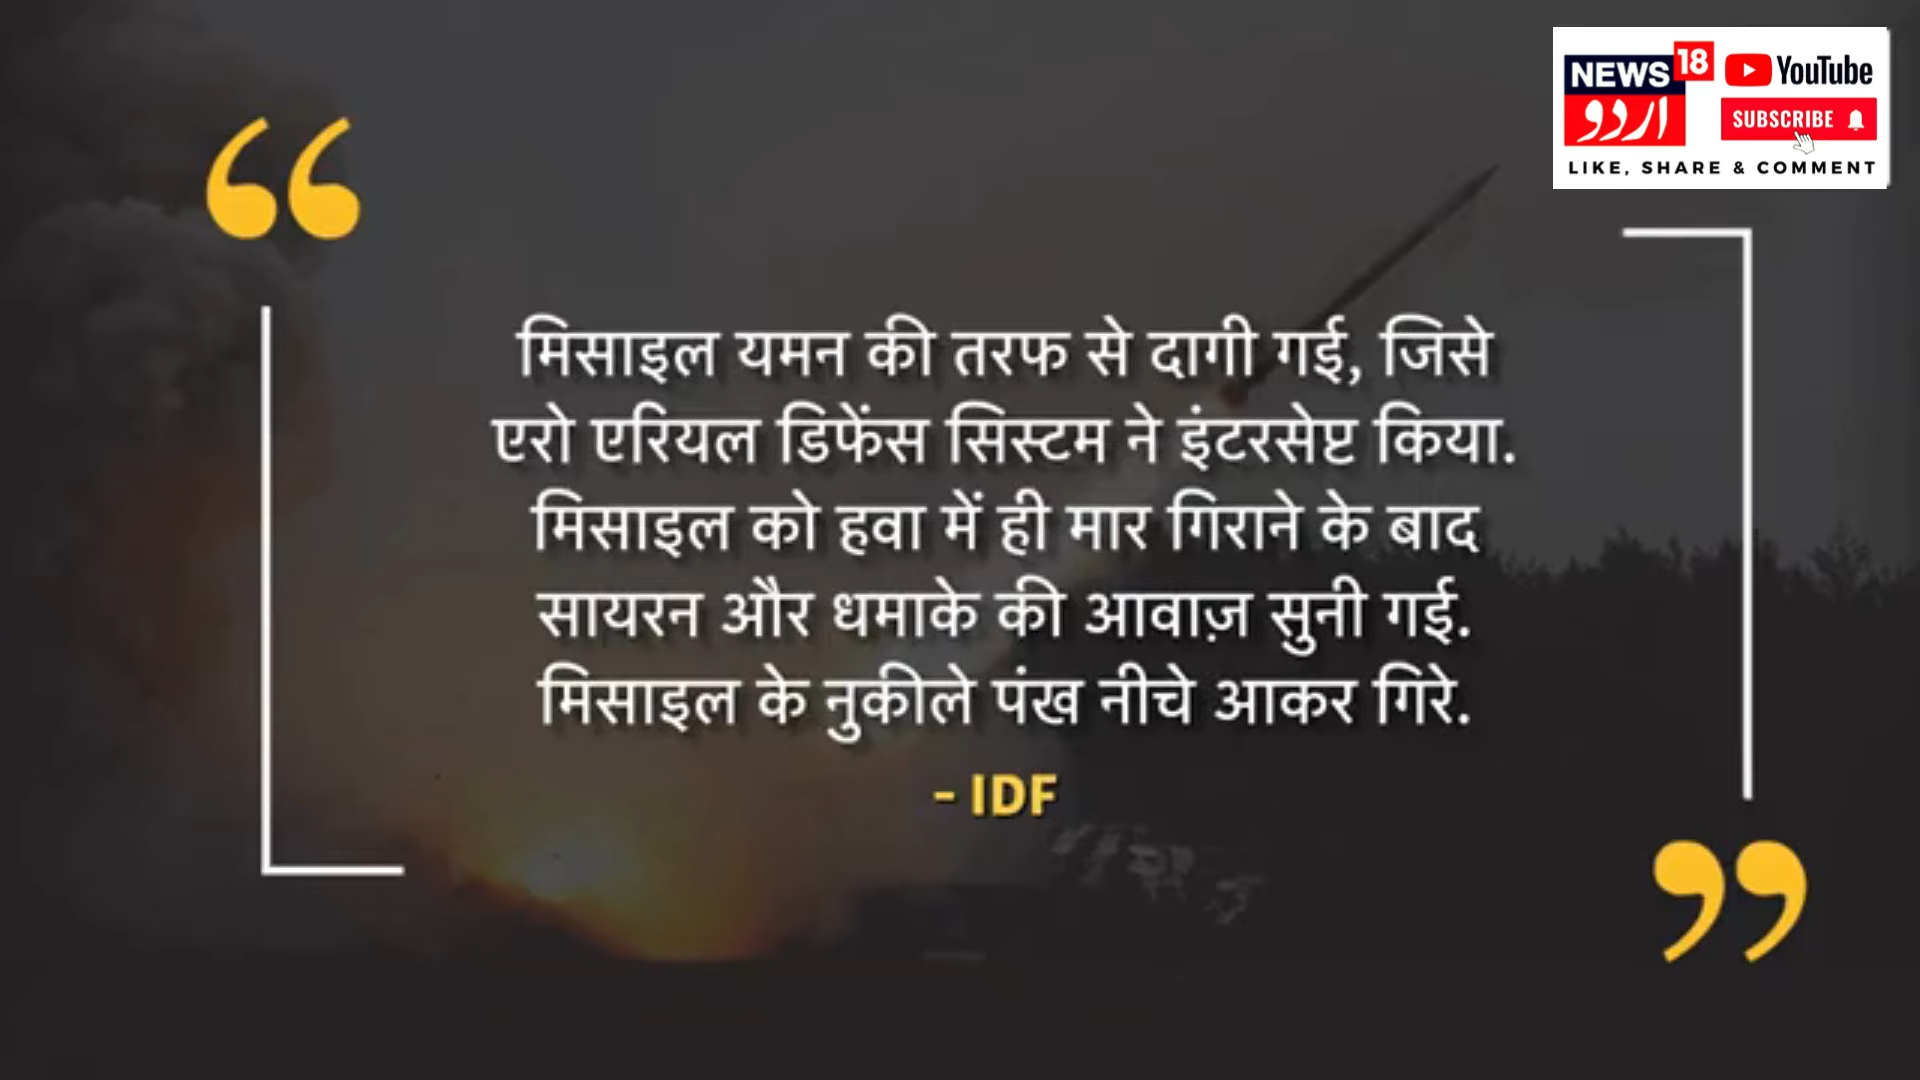 NEWS 18
اردو
YouTube
SUBSCRIBE
LIKE, SHARE & COMMENT
“
मिसाइल यमन की तरफ से दागी गई, जिसे
एरो एरियल डिफेंस सिस्टम ने इंटरसेप्ट किया.
मिसाइल को हवा में ही मार गिराने के बाद
सायरन और धमाके की आवाज़ सुनी गई.
मिसाइल के नुकीले पंख नीचे आकर गिरे.
- IDF
”